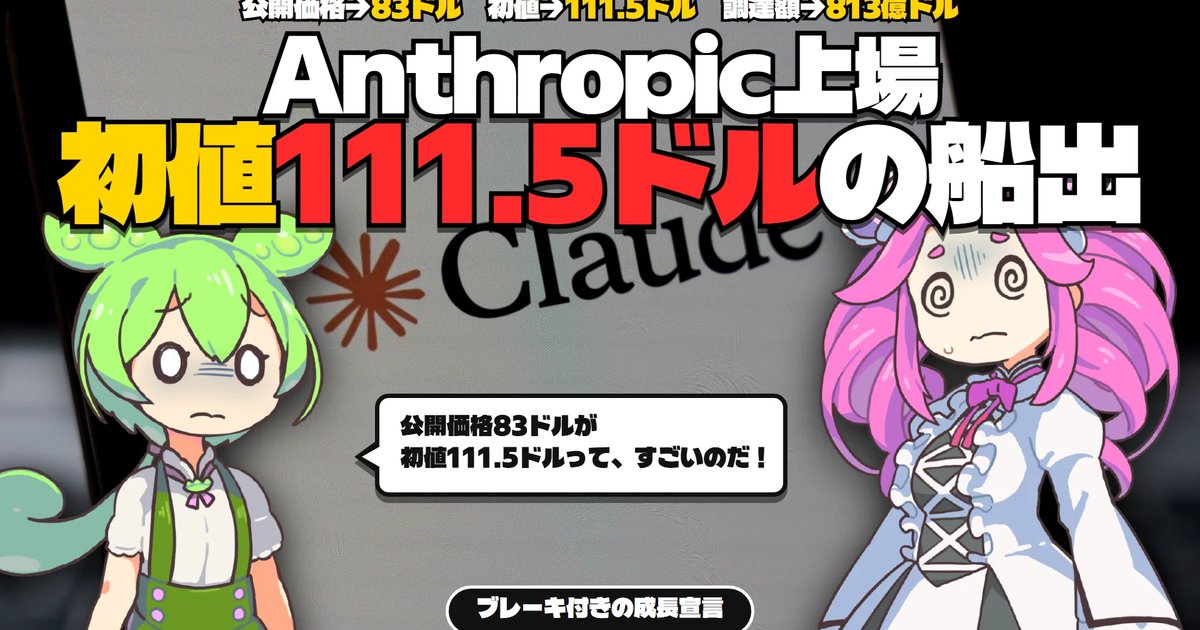 公開価格→83ドル 初値→111.5ドル 調達額→813億ドル
Anthropic上場
初値111.5ドルの船出
Claude
公開価格83ドルが
初値111.5ドルって、すごいのだ！
ブレーキ付きの成長宣言